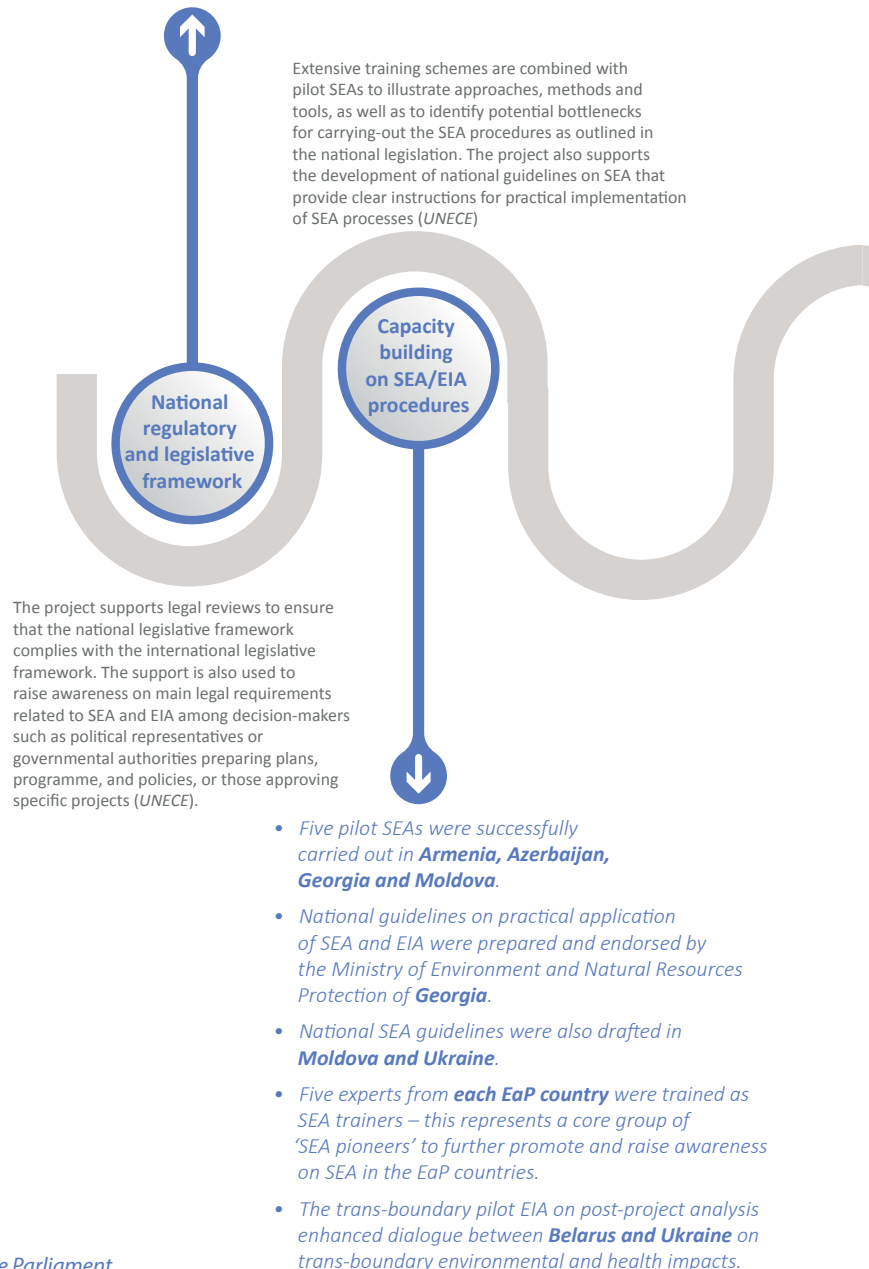 Extensive training schemes are combined with
pilot SEAs to illustrate approaches, methods and
tools, as well as to identify potential bottlenecks
for carrying-out the SEA procedures as outlined in
the national legislation. The project also supports
the development of national guidelines on SEA that
provide clear instructions for practical implementation
of SEA processes (UNECE)
Capacity
building
on SEA/EIA
procedures
National
regulatory
and legislative
framework
The project supports legal reviews to ensure
that the national legislative framework
complies with the international legislative
framework. The support is also used to
raise awareness on main legal requirements
related to SEA and EIA among decision-makers
such as political representatives or
governmental authorities preparing plans,
programme, and policies, or those approving
specific projects (UNECE).
• Five pilot SEAs were successfully
carried out in Armenia, Azerbaijan,
Georgia and Moldova.
• National guidelines on practical application
of SEA and EIA were prepared and endorsed by
the Ministry of Environment and Natural Resources
Protection of Georgia.
• National SEA guidelines were also drafted in
Moldova and Ukraine.
• Five experts from each EaP country were trained as
SEA trainers – this represents a core group of
‘SEA pioneers’ to further promote and raise awareness
on SEA in the EaP countries.
• The trans-boundary pilot EIA on post-project analysis
enhanced dialogue between Belarus and Ukraine on
trans-boundary environmental and health impacts.
Parliament